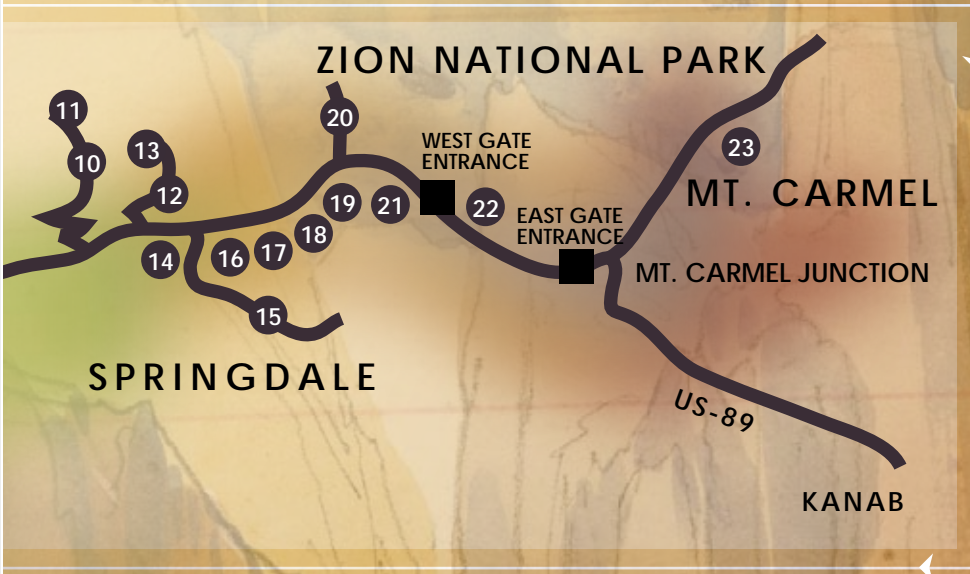 ZION NATIONAL PARK
11
20
WEST GATE
ENTRANCE
13
10
23
12
MT. CARMEL
19
21
22
EAST GATE
ENTRANCE
18
14
16
17
MT. CARMEL JUNCTION
15
SPRINGDALE
US-89
KANAB